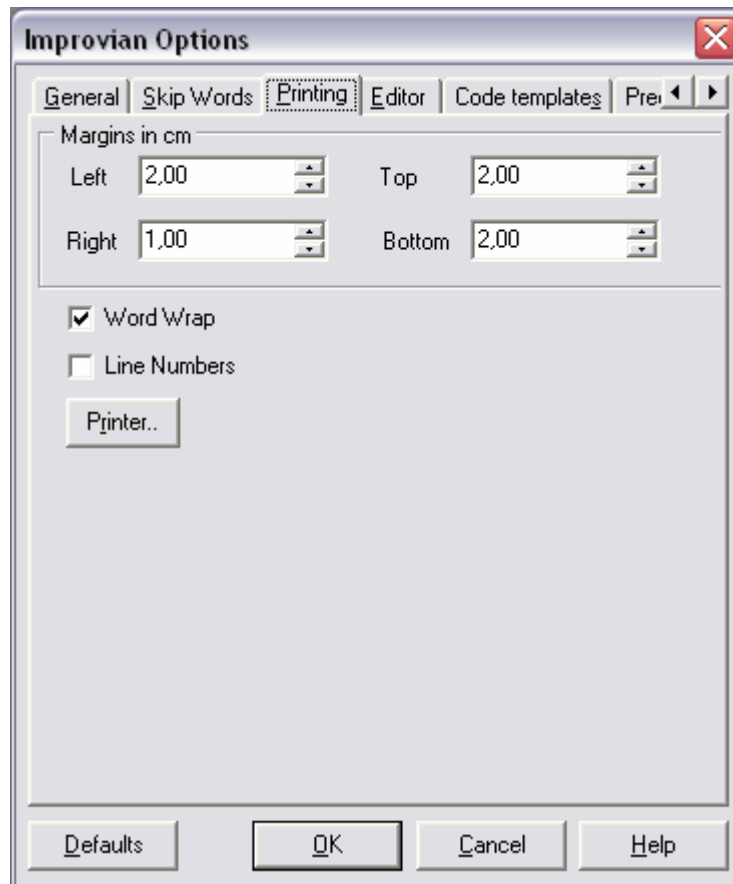 Improvian Options
General Skip Words Printing Editor Code templates Pre
Margins in cm
Left 2,00 Top 2,00
Right 1,00 Bottom 2,00
Word Wrap
Line Numbers
Printer..
Defaults OK Cancel Help